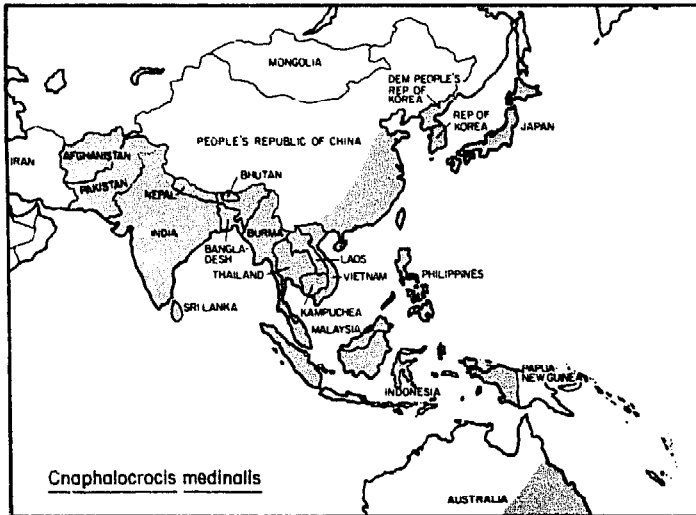 MONGOLIA
DEM PEOPLE'S
REP OF
KOREA
REP OF
KOREA
JAPAN
PEOPLE'S REPUBLIC OF CHINA
IRAN
AFGHANISTAN
PAKISTAN
NEPAL
BHUTAN
INDIA
BANGLA-
DESH
BURMA
LAOS
THAILAND
VIETNAM
PHILIPPINES
SRI LANKA
KAMPUCHEA
MALAYSIA
INDONESIA
PAPUA-
NEW GUINEA
AUSTRALIA
Cnaphalocrocis medinalis